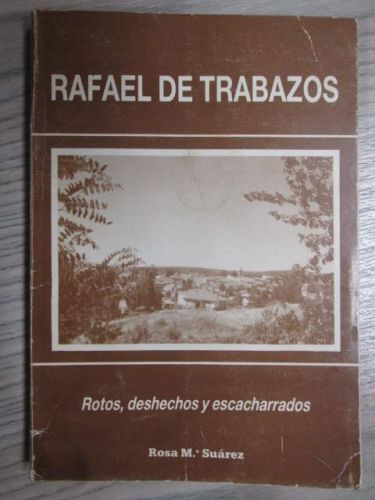 RAFAEL DE TRABAZOS
Rotos, deshechos y escacharrados
Rosa M.ª Suárez